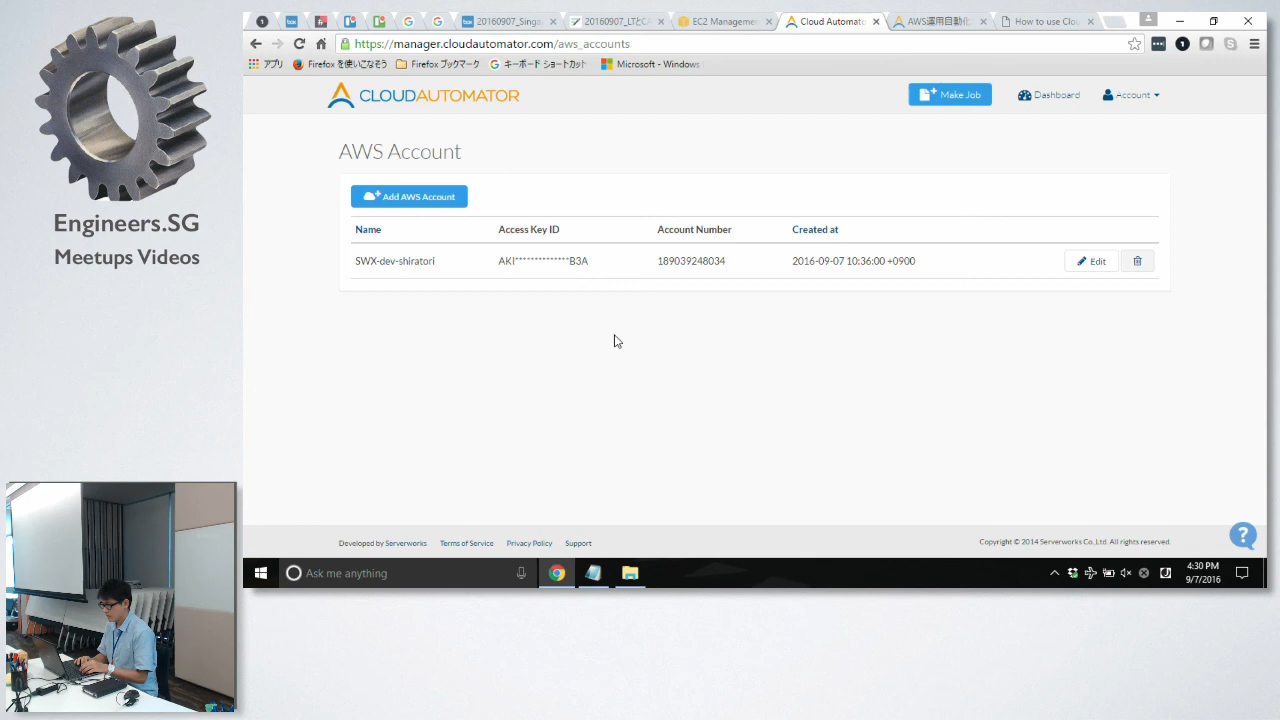 Engineers.SG
Meetups Videos
20160907_Singa
20160907_LTとCA
EC2 Managemen
Cloud Automato
AWS運用自動化
How to use Clou
https://manager.cloudautomator.com/aws_accounts
アプリ
Firefox を使いこなそう
Firefox ブックマーク
キーボード ショートカット
Microsoft - Windows
CLOUDAUTOMATOR
Make Job
Dashboard
Account
AWS Account
Add AWS Account
Name Access Key ID Account Number Created at
SWX-dev-shiratori AKI**************B3A 189039248034 2016-09-07 10:36:00 +0900 Edit
Developed by Serverworks Terms of Service Privacy Policy Support
Copyright © 2014 Serverworks Co.,Ltd. All rights reserved.
Ask me anything
4:30 PM
9/7/2016